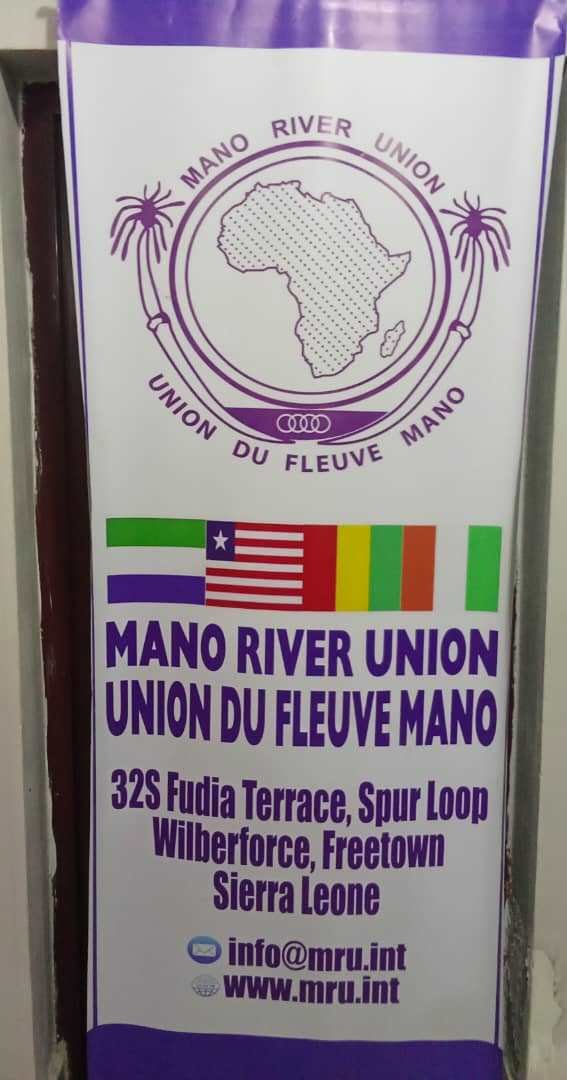 MANO RIVER UNION
UNION DU FLEUVE MANO
MANO RIVER UNION
UNION DU FLEUVE MANO
32S Fudia Terrace, Spur Loop
Wilberforce, Freetown
Sierra Leone
info@mru.int
www.mru.int